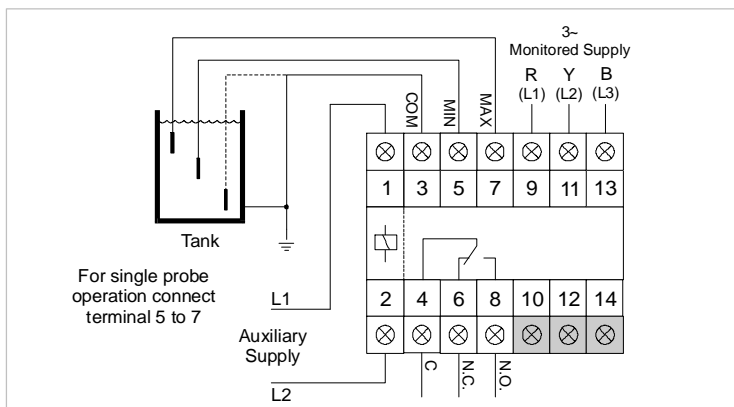 3~
Monitored Supply
R Y B
(L1) (L2) (L3)
COM
MIN
MAX
1 3 5 7 9 11 13
Tank
For single probe
operation connect
terminal 5 to 7
L1
2 4 6 8 10 12 14
Auxiliary
Supply
L2
C
N.C.
N.O.